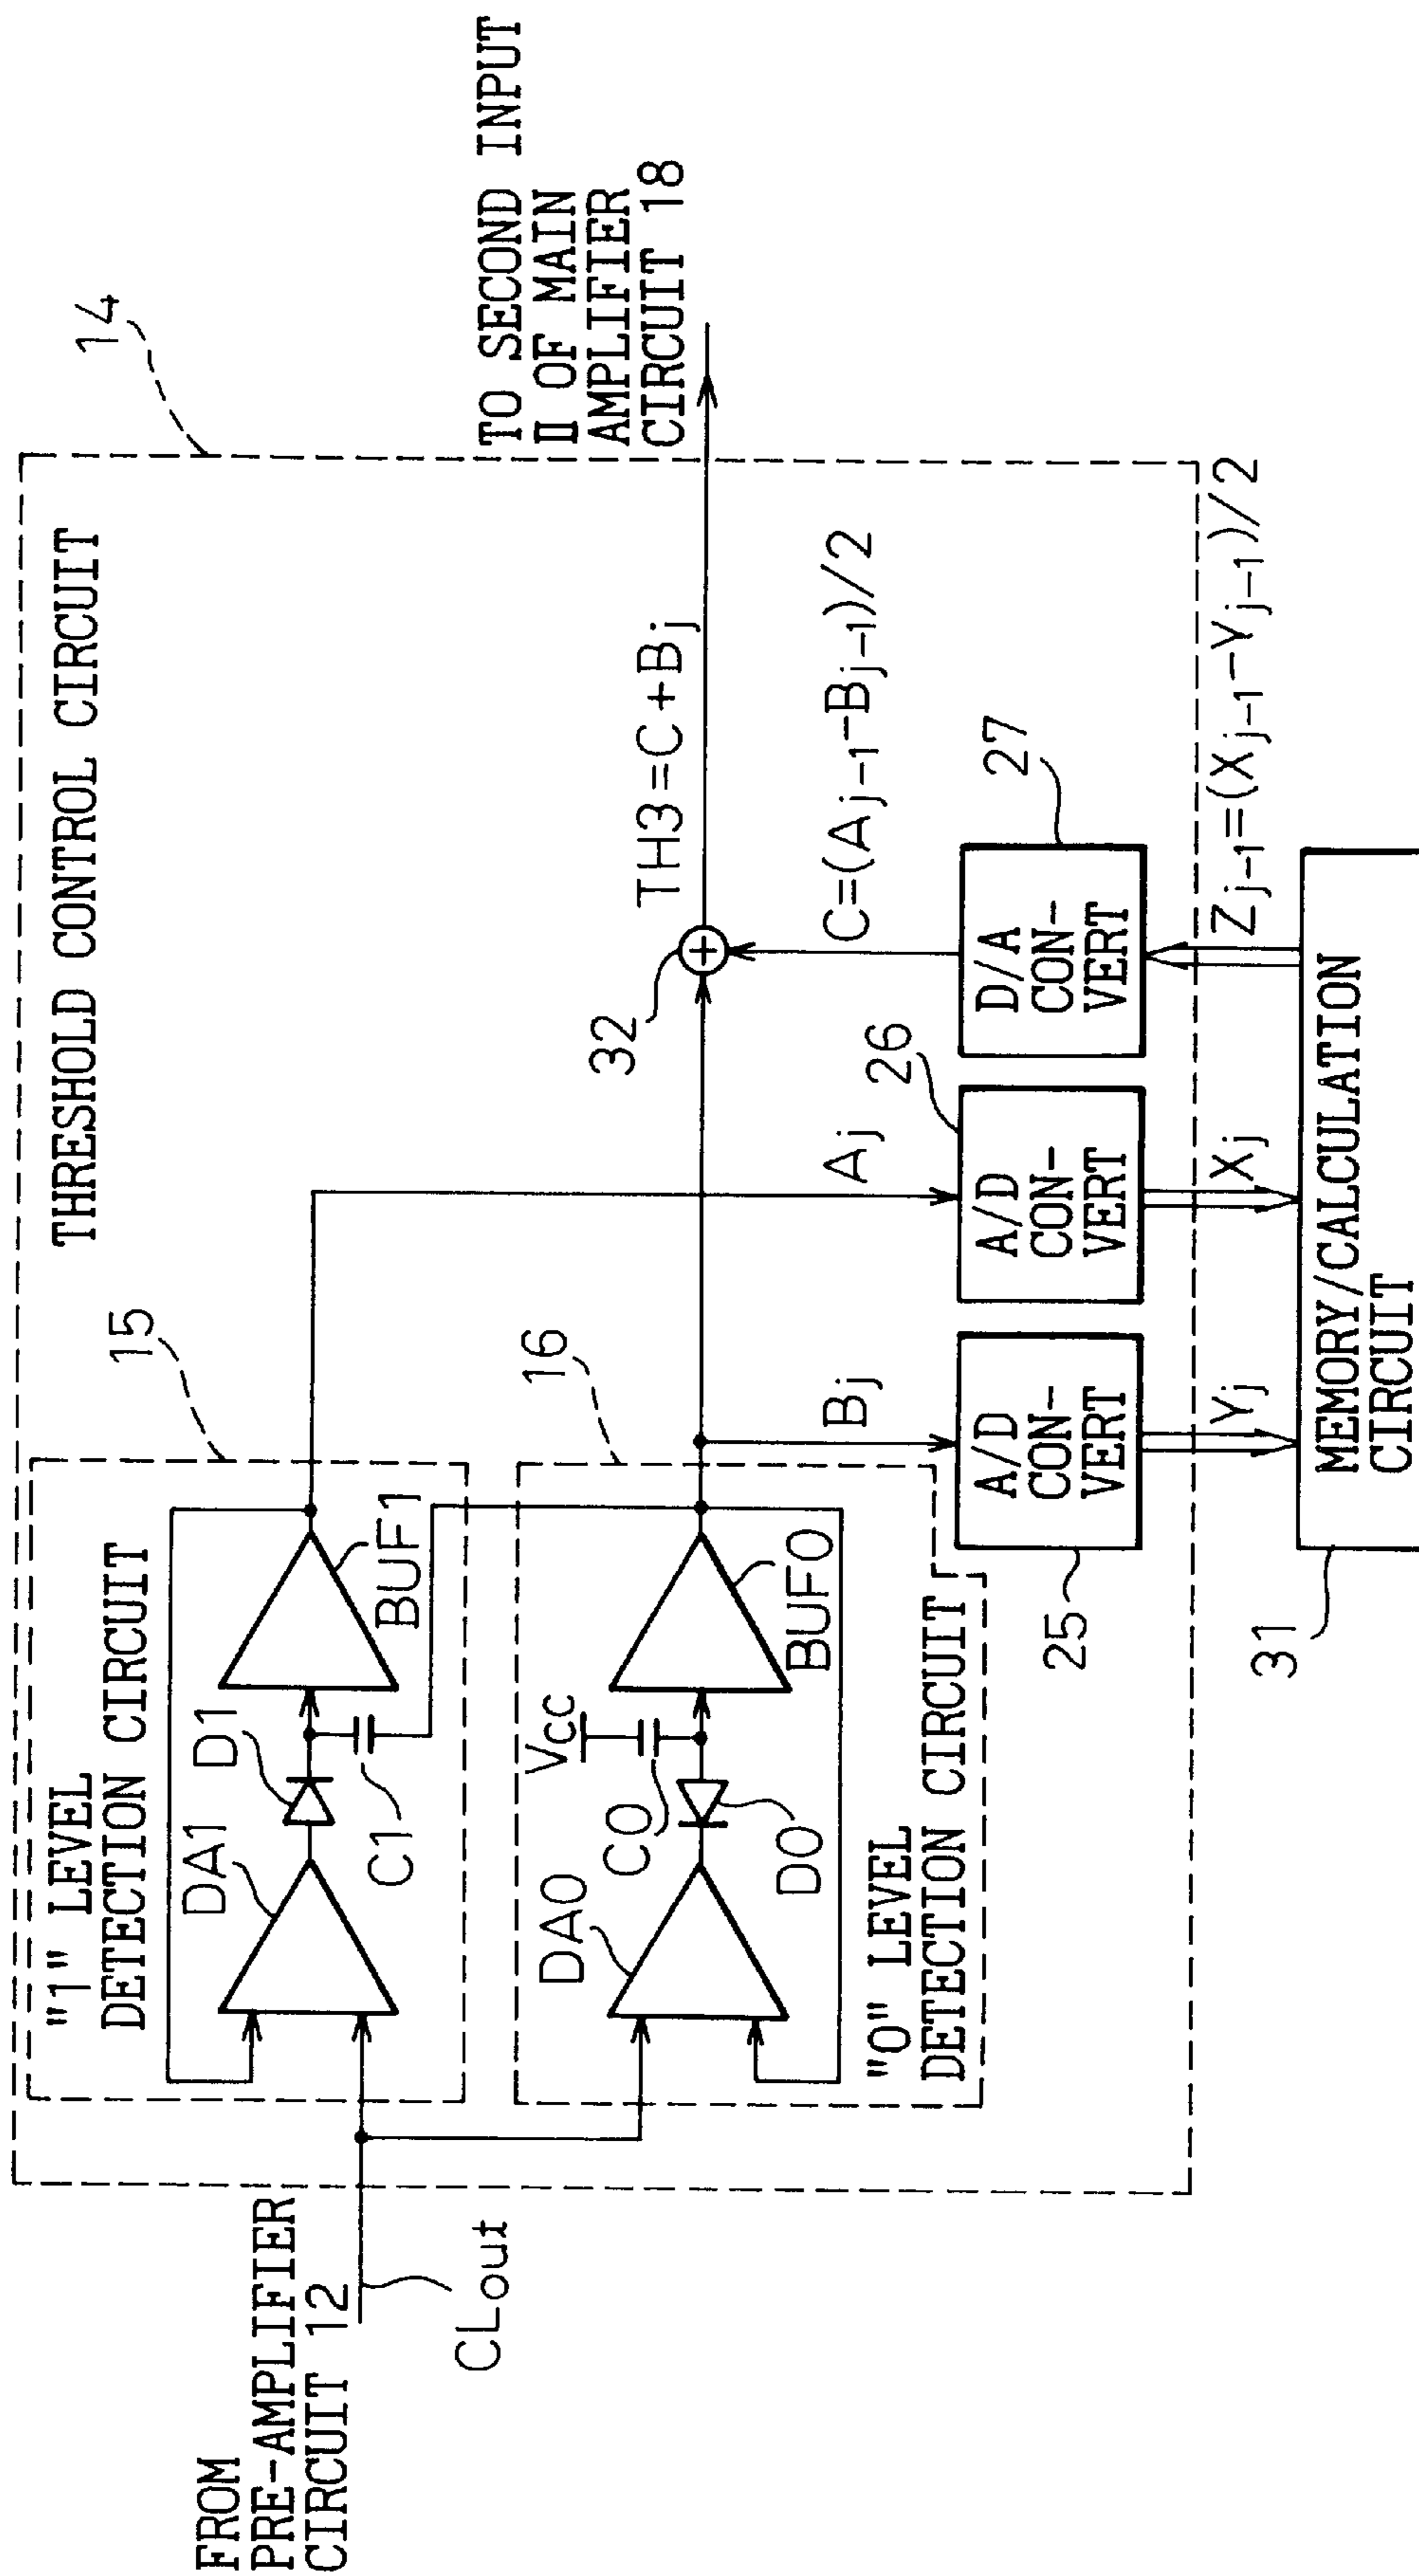 THRESHOLD CONTROL CIRCUIT
14
"1" LEVEL
DETECTION CIRCUIT
15
DA1
D1
BUF1
C1
FROM
PRE-AMPLIFIER
CIRCUIT 12
CLout
16
VCC
C0
DA0
D0
BUF0
"0" LEVEL
DETECTION CIRCUIT
32
TH3=C+Bj
TO SECOND INPUT
II OF MAIN
AMPLIFIER
CIRCUIT 18
Bj
Aj
C=(Aj-1-Bj-1)/2
25
A/D
CON-
VERT
26
A/D
CON-
VERT
27
D/A
CON-
VERT
Yj
Xj
Zj-1=(Xj-1-Yj-1)/2
31
MEMORY/CALCULATION
CIRCUIT